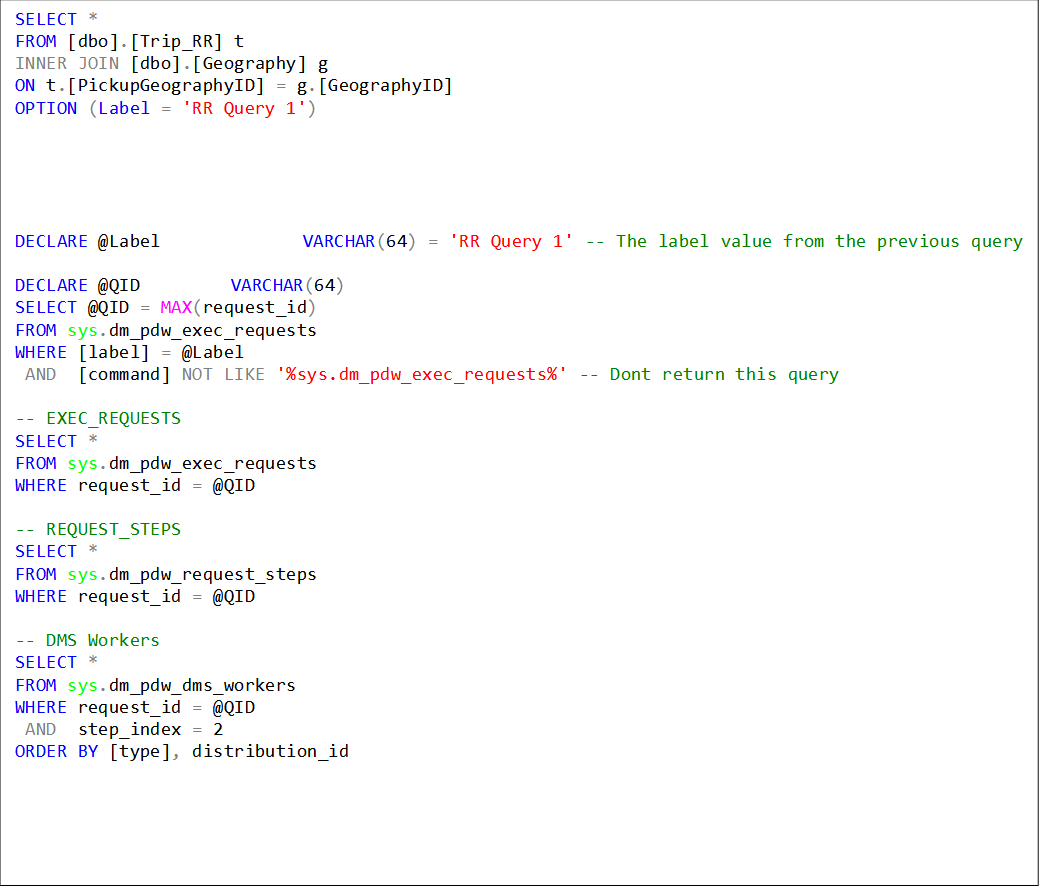 SELECT *
FROM [dbo].[Trip_RR] t
INNER JOIN [dbo].[Geography] g
ON t.[PickupGeographyID] = g.[GeographyID]
OPTION (Label = 'RR Query 1')
DECLARE @Label VARCHAR(64) = 'RR Query 1' -- The label value from the previous query
DECLARE @QID VARCHAR(64)
SELECT @QID = MAX(request_id)
FROM sys.dm_pdw_exec_requests
WHERE [label] = @Label
AND [command] NOT LIKE '%sys.dm_pdw_exec_requests%' -- Dont return this query
-- EXEC_REQUESTS
SELECT *
FROM sys.dm_pdw_exec_requests
WHERE request_id = @QID
-- REQUEST_STEPS
SELECT *
FROM sys.dm_pdw_request_steps
WHERE request_id = @QID
-- DMS Workers
SELECT *
FROM sys.dm_pdw_dms_workers
WHERE request_id = @QID
AND step_index = 2
ORDER BY [type], distribution_id